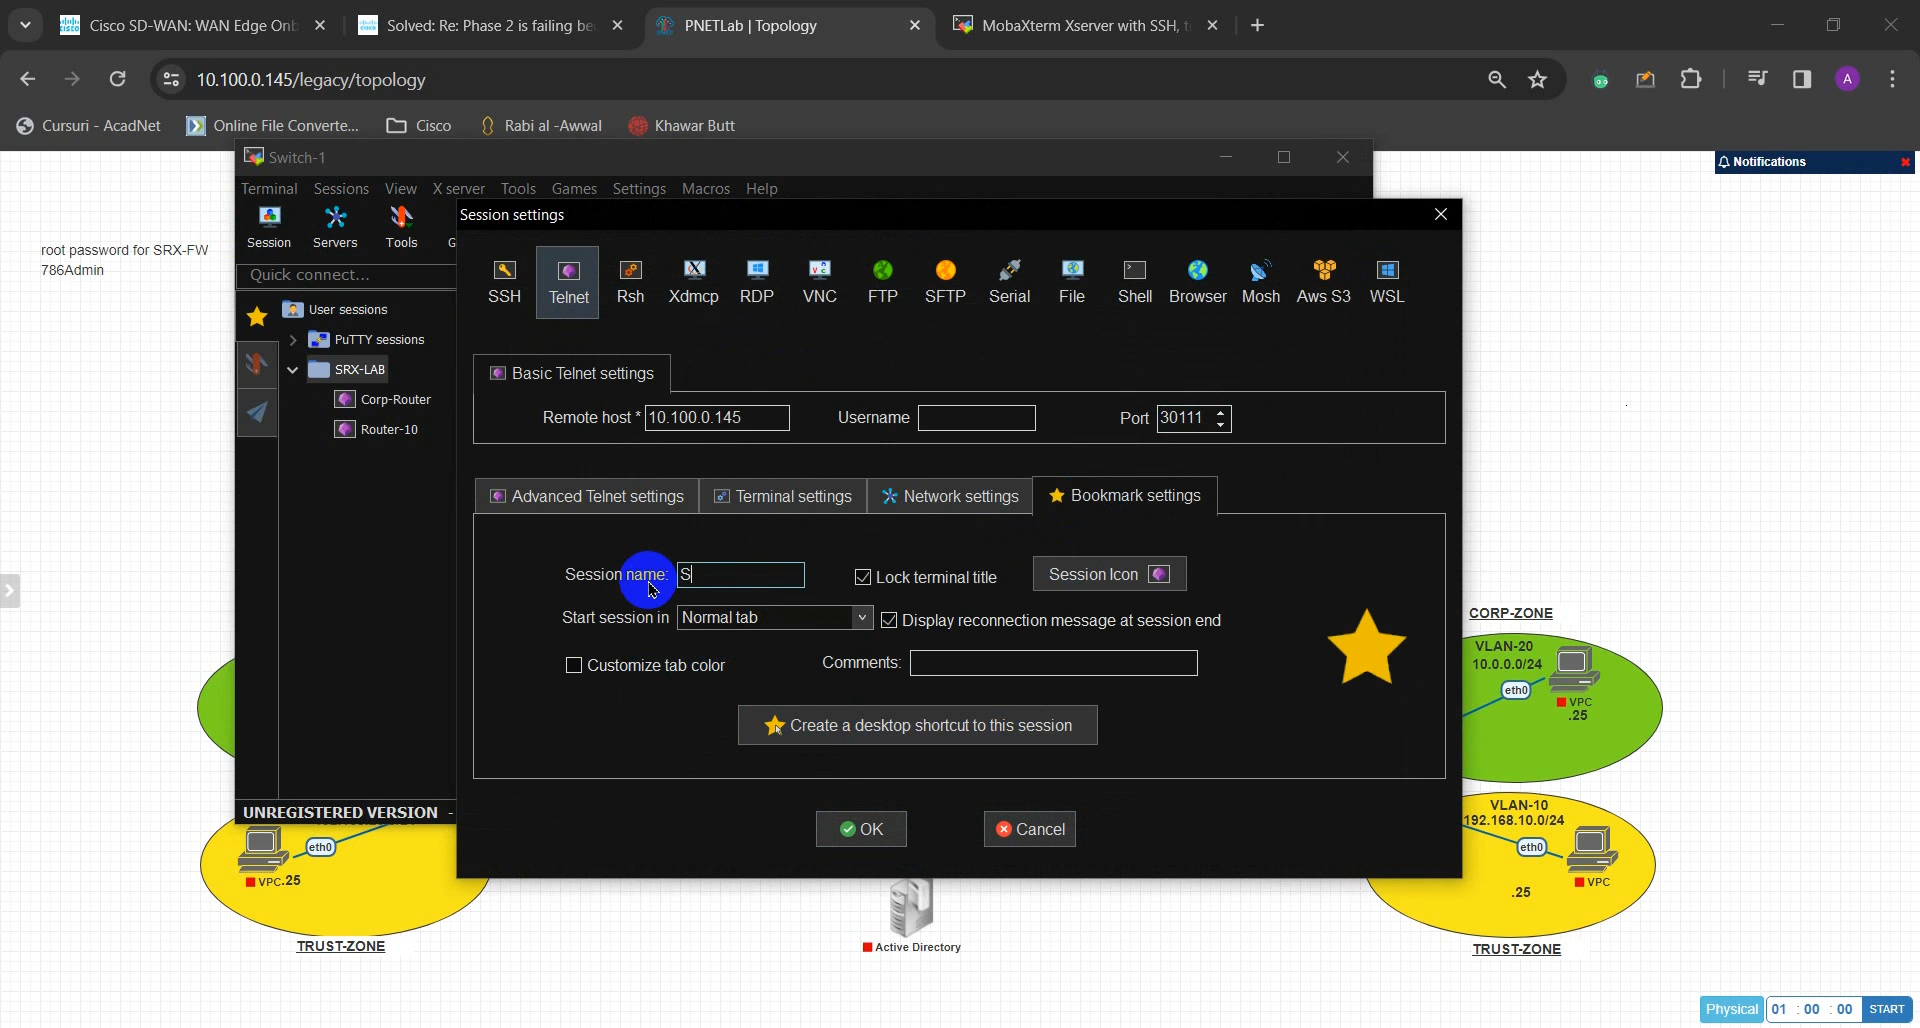 Cisco SD-WAN: WAN Edge Onb
Solved: Re: Phase 2 is failing be
PNETLab | Topology
MobaXterm Xserver with SSH, t
10.100.0.145/legacy/topology
A
Cursuri - AcadNet
Online File Converte...
Cisco
Rabi al -Awwal
Khawar Butt
Switch-1
Notifications
Terminal Sessions View X server Tools Games Settings Macros Help
Session settings
root password for SRX-FW
786Admin
Session
Servers
Tools
G
Quick connect...
SSH
Telnet
Rsh
Xdmcp
RDP
VNC
FTP
SFTP
Serial
File
Shell
Browser
Mosh
Aws S3
WSL
User sessions
PuTTY sessions
SRX-LAB
Corp-Router
Router-10
Basic Telnet settings
Remote host * 10.100.0.145
Username
Port 30111
Advanced Telnet settings
Terminal settings
Network settings
Bookmark settings
Session name: S
Lock terminal title
Session Icon
Start session in Normal tab
Display reconnection message at session end
Customize tab color
Comments:
Create a desktop shortcut to this session
OK
Cancel
UNREGISTERED VERSION -
CORP-ZONE
VLAN-20
10.0.0.0/24
eth0
VPC
.25
VLAN-10
192.168.10.0/24
eth0
VPC
.25
TRUST-ZONE
eth0
VPC.25
TRUST-ZONE
Active Directory
Physical 01 : 00 : 00 START